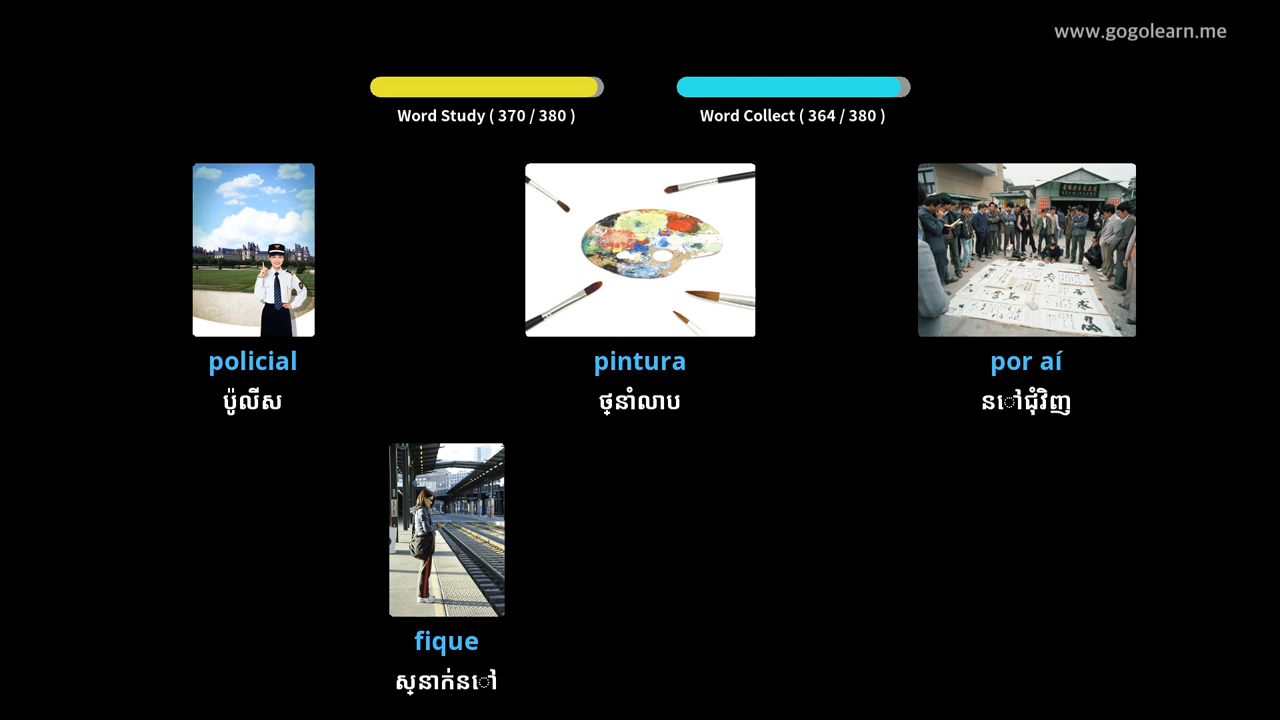 www.gogolearn.me
Word Study ( 370 / 380 )
Word Collect ( 364 / 380 )
policial
ប៉ូលីស
pintura
ថ្នាំលាប
por aí
នៅជុំវិញ
fique
ស្នាក់នៅ